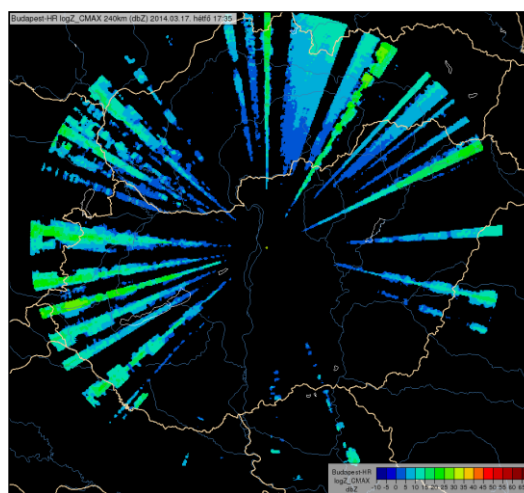 Budapest-HR logZ_CMAX 240km (dbZ) 2014.03.17. hétfő 17:35
Budapest-HR
logZ_CMAX
dbZ
-10 -5 0 5 10 15 20 25 30 35 40 45 50 55 60 65